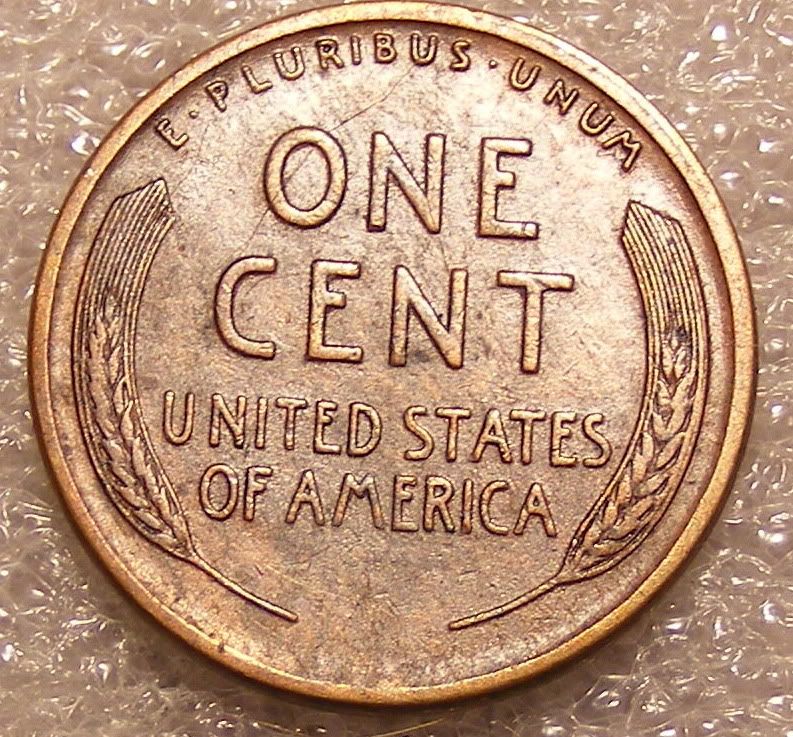 E · PLURIBUS · UNUM
ONE
CENT
UNITED STATES
OF AMERICA